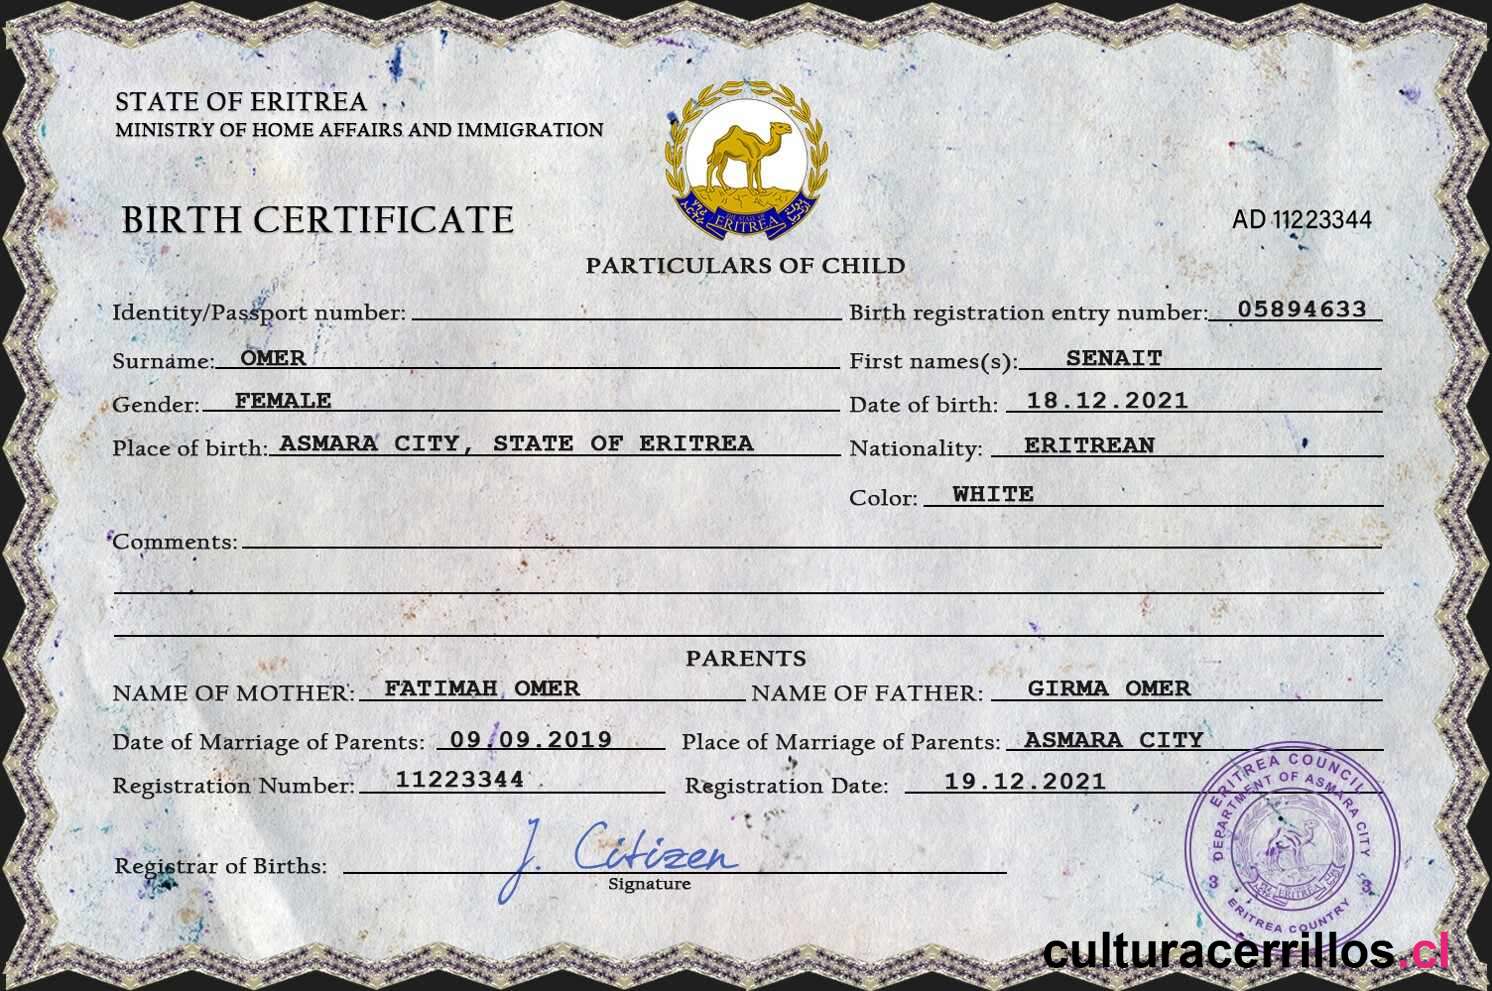 STATE OF ERITREA
MINISTRY OF HOME AFFAIRS AND IMMIGRATION
THE STATE OF
ERITREA
BIRTH CERTIFICATE
AD 11223344
PARTICULARS OF CHILD
Identity/Passport number: Birth registration entry number: 05894633
Surname: OMER First names(s): SENAIT
Gender: FEMALE Date of birth: 18.12.2021
Place of birth: ASMARA CITY, STATE OF ERITREA Nationality: ERITREAN
Color: WHITE
Comments:
PARENTS
NAME OF MOTHER: FATIMAH OMER NAME OF FATHER: GIRMA OMER
Date of Marriage of Parents: 09.09.2019 Place of Marriage of Parents: ASMARA CITY
Registration Number: 11223344 Registration Date: 19.12.2021
Registrar of Births: J. Citizen
Signature
ERITREA COUNCIL
DEPARTMENT OF ASMARA CITY
ERITREA
3 3
ERITREA COUNTRY
culturacerrillos.cl